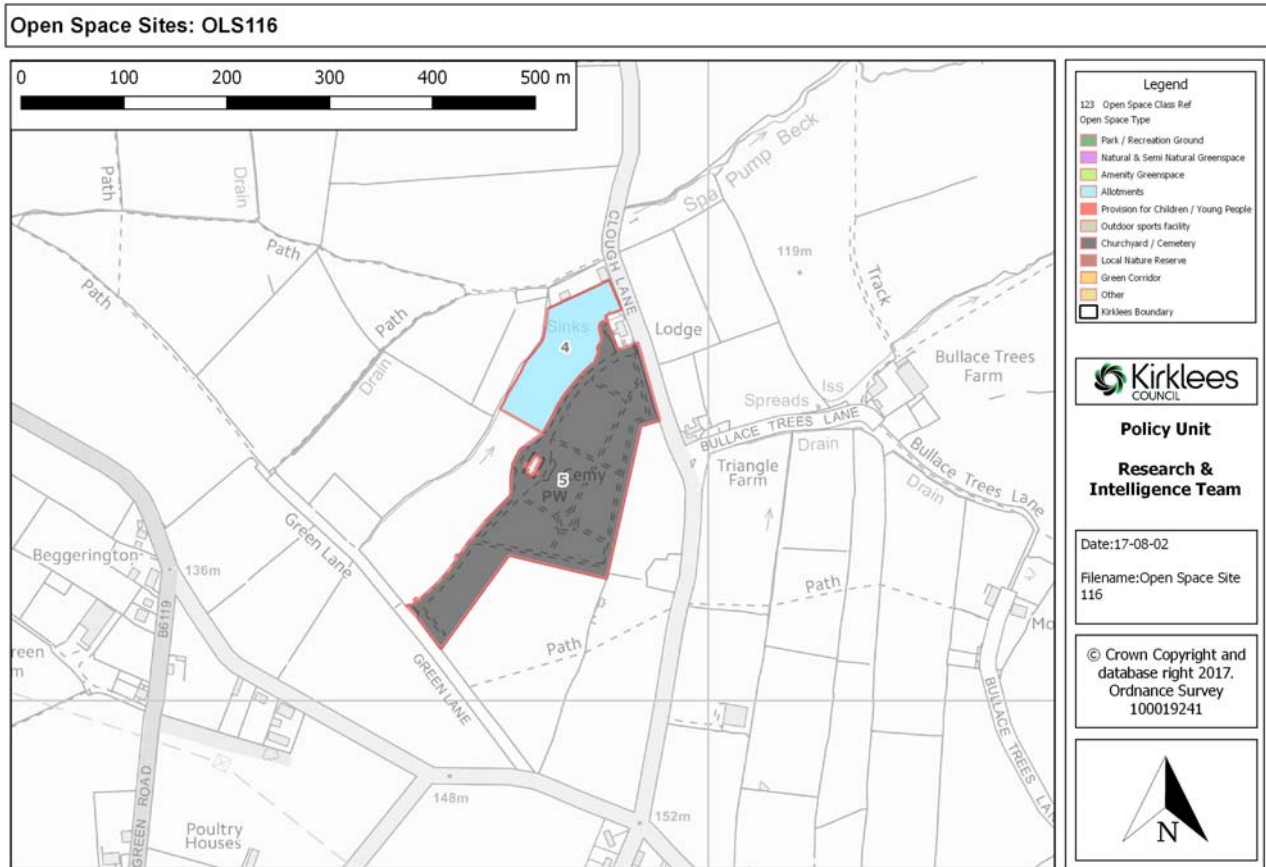 Open Space Sites: OLS116
0 100 200 300 400 500 m
Path
Drain
Path
Path
Path
Drain
Spa Pump Beck
CLOUGH LANE
119m
Track
Sinks
4
Lodge
Bullace Trees
Farm
Iss
Spreads
BULLACE TREES LANE
Drain
Bullace Trees Lane
Drain
Triangle
Farm
Cemy
5
PW
Green Lane
Beggerington
136m
B6119
Path
Path
GREEN LANE
BULLACE TREES LA
GREEN ROAD
148m
152m
Poultry
Houses
Legend
123 Open Space Class Ref
Open Space Type
Park / Recreation Ground
Natural & Semi Natural Greenspace
Amenity Greenspace
Allotments
Provision for Children / Young People
Outdoor sports facility
Churchyard / Cemetery
Local Nature Reserve
Green Corridor
Other
Kirklees Boundary
Kirklees
COUNCIL
Policy Unit
Research &
Intelligence Team
Date:17-08-02
Filename:Open Space Site
116
© Crown Copyright and
database right 2017.
Ordnance Survey
100019241
N